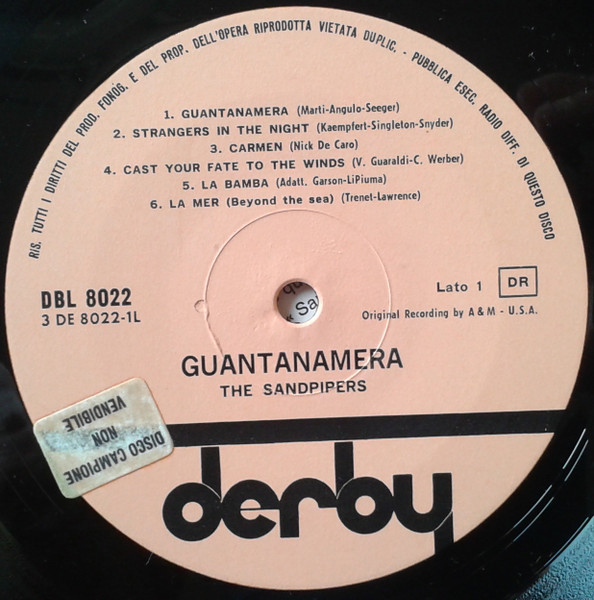 RiS. TUTTI I DIRITTI DEL PROD. FONOG. E DEL PROP. DELL'OPERA RIPRODOTTA VIETATA DUPLIC. - PUBBLICA ESEC. RADIO DIFF. DI QUESTO DISCO
1. GUANTANAMERA (Marti-Angulo-Seeger)
2. STRANGERS IN THE NIGHT (Kaempfert-Singleton-Snyder)
3. CARMEN (Nick De Caro)
4. CAST YOUR FATE TO THE WINDS (V. Guaraldi-C. Werber)
5. LA BAMBA (Adatt. Garson-LiPiuma)
6. LA MER (Beyond the sea) (Trenet-Lawrence)
DBL 8022
3 DE 8022-1L
Lato 1 DR
Original Recording by A & M - U.S.A.
GUANTANAMERA
THE SANDPIPERS
DISCO CAMPIONE
NON
VENDIBILE
derby